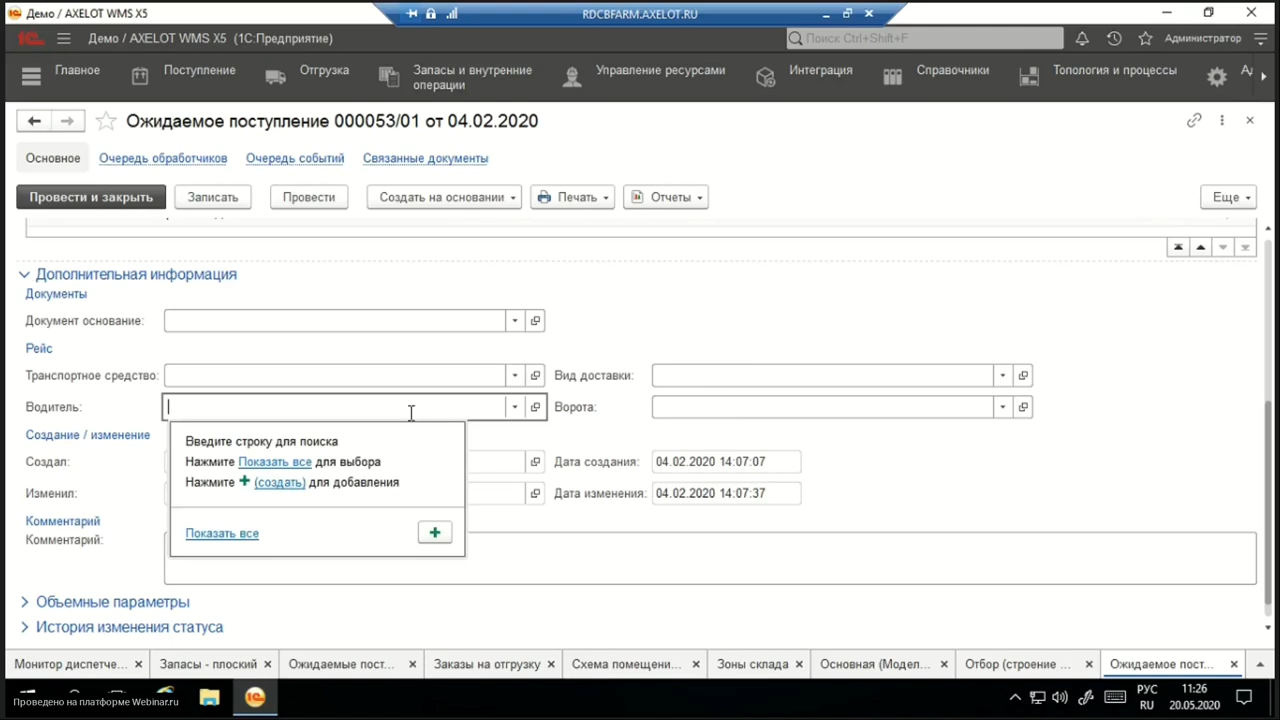 Демо / AXELOT WMS X5
RDCBFARM.AXELOT.RU
Демо / AXELOT WMS X5 (1С:Предприятие)
Поиск Ctrl+Shift+F
Администратор
Главное
Поступление
Отгрузка
Запасы и внутренние операции
Управление ресурсами
Интеграция
Справочники
Топология и процессы
Ожидаемое поступление 000053/01 от 04.02.2020
Основное Очередь обработчиков Очередь событий Связанные документы
Провести и закрыть Записать Провести Создать на основании Печать Отчеты Еще
Дополнительная информация
Документы
Документ основание:
Рейс
Транспортное средство: Вид доставки:
Водитель: Ворота:
Введите строку для поиска
Нажмите Показать все для выбора
Нажмите + (создать) для добавления
Показать все
Создание / изменение
Создал: Дата создания: 04.02.2020 14:07:07
Изменил: Дата изменения: 04.02.2020 14:07:37
Комментарий
Комментарий:
Объемные параметры
История изменения статуса
Монитор диспетче... Запасы - плоский Ожидаемые пост... Заказы на отгрузку Схема помещени... Зоны склада Основная (Модел... Отбор (строение ... Ожидаемое пост...
Проведено на платформе Webinar.ru
РУС
RU
11:26
20.05.2020